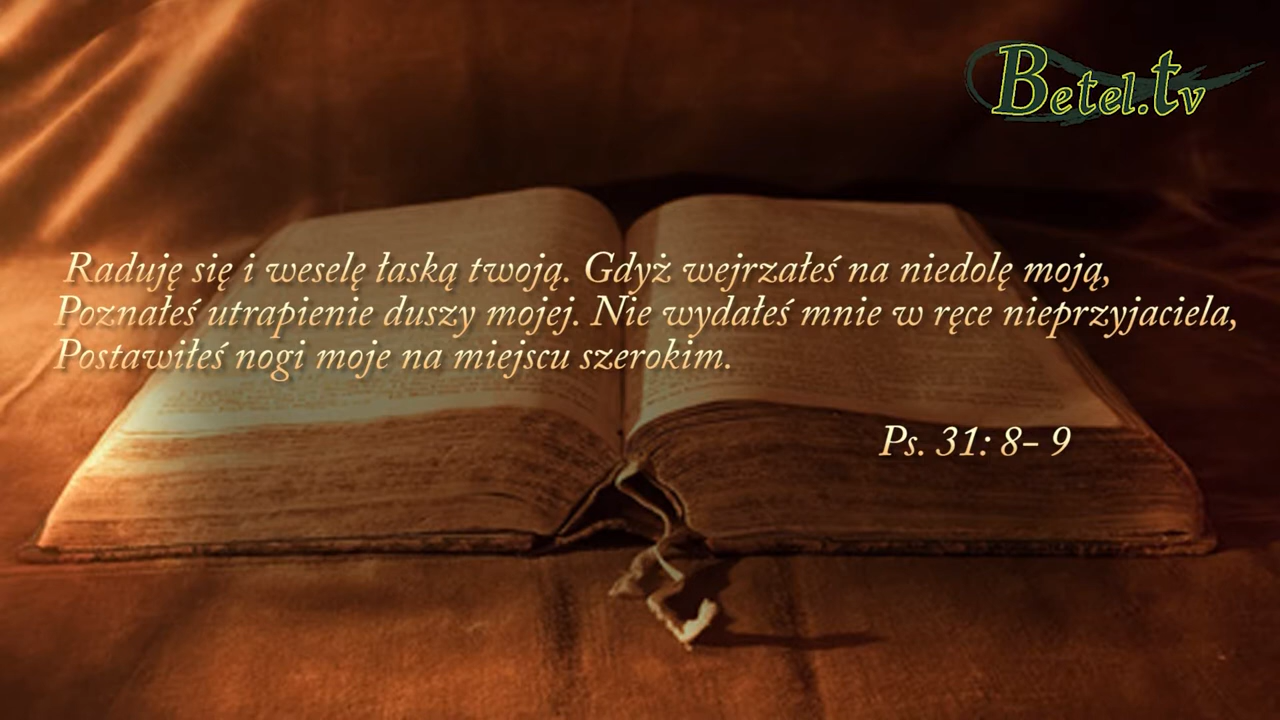 Betel.tv
Raduję się i weselę łaską twoją. Gdyż wejrzałeś na niedolę moją,
Poznałeś utrapienie duszy mojej. Nie wydałeś mnie w ręce nieprzyjaciela,
Postawiłeś nogi moje na miejscu szerokim.
Ps. 31: 8- 9